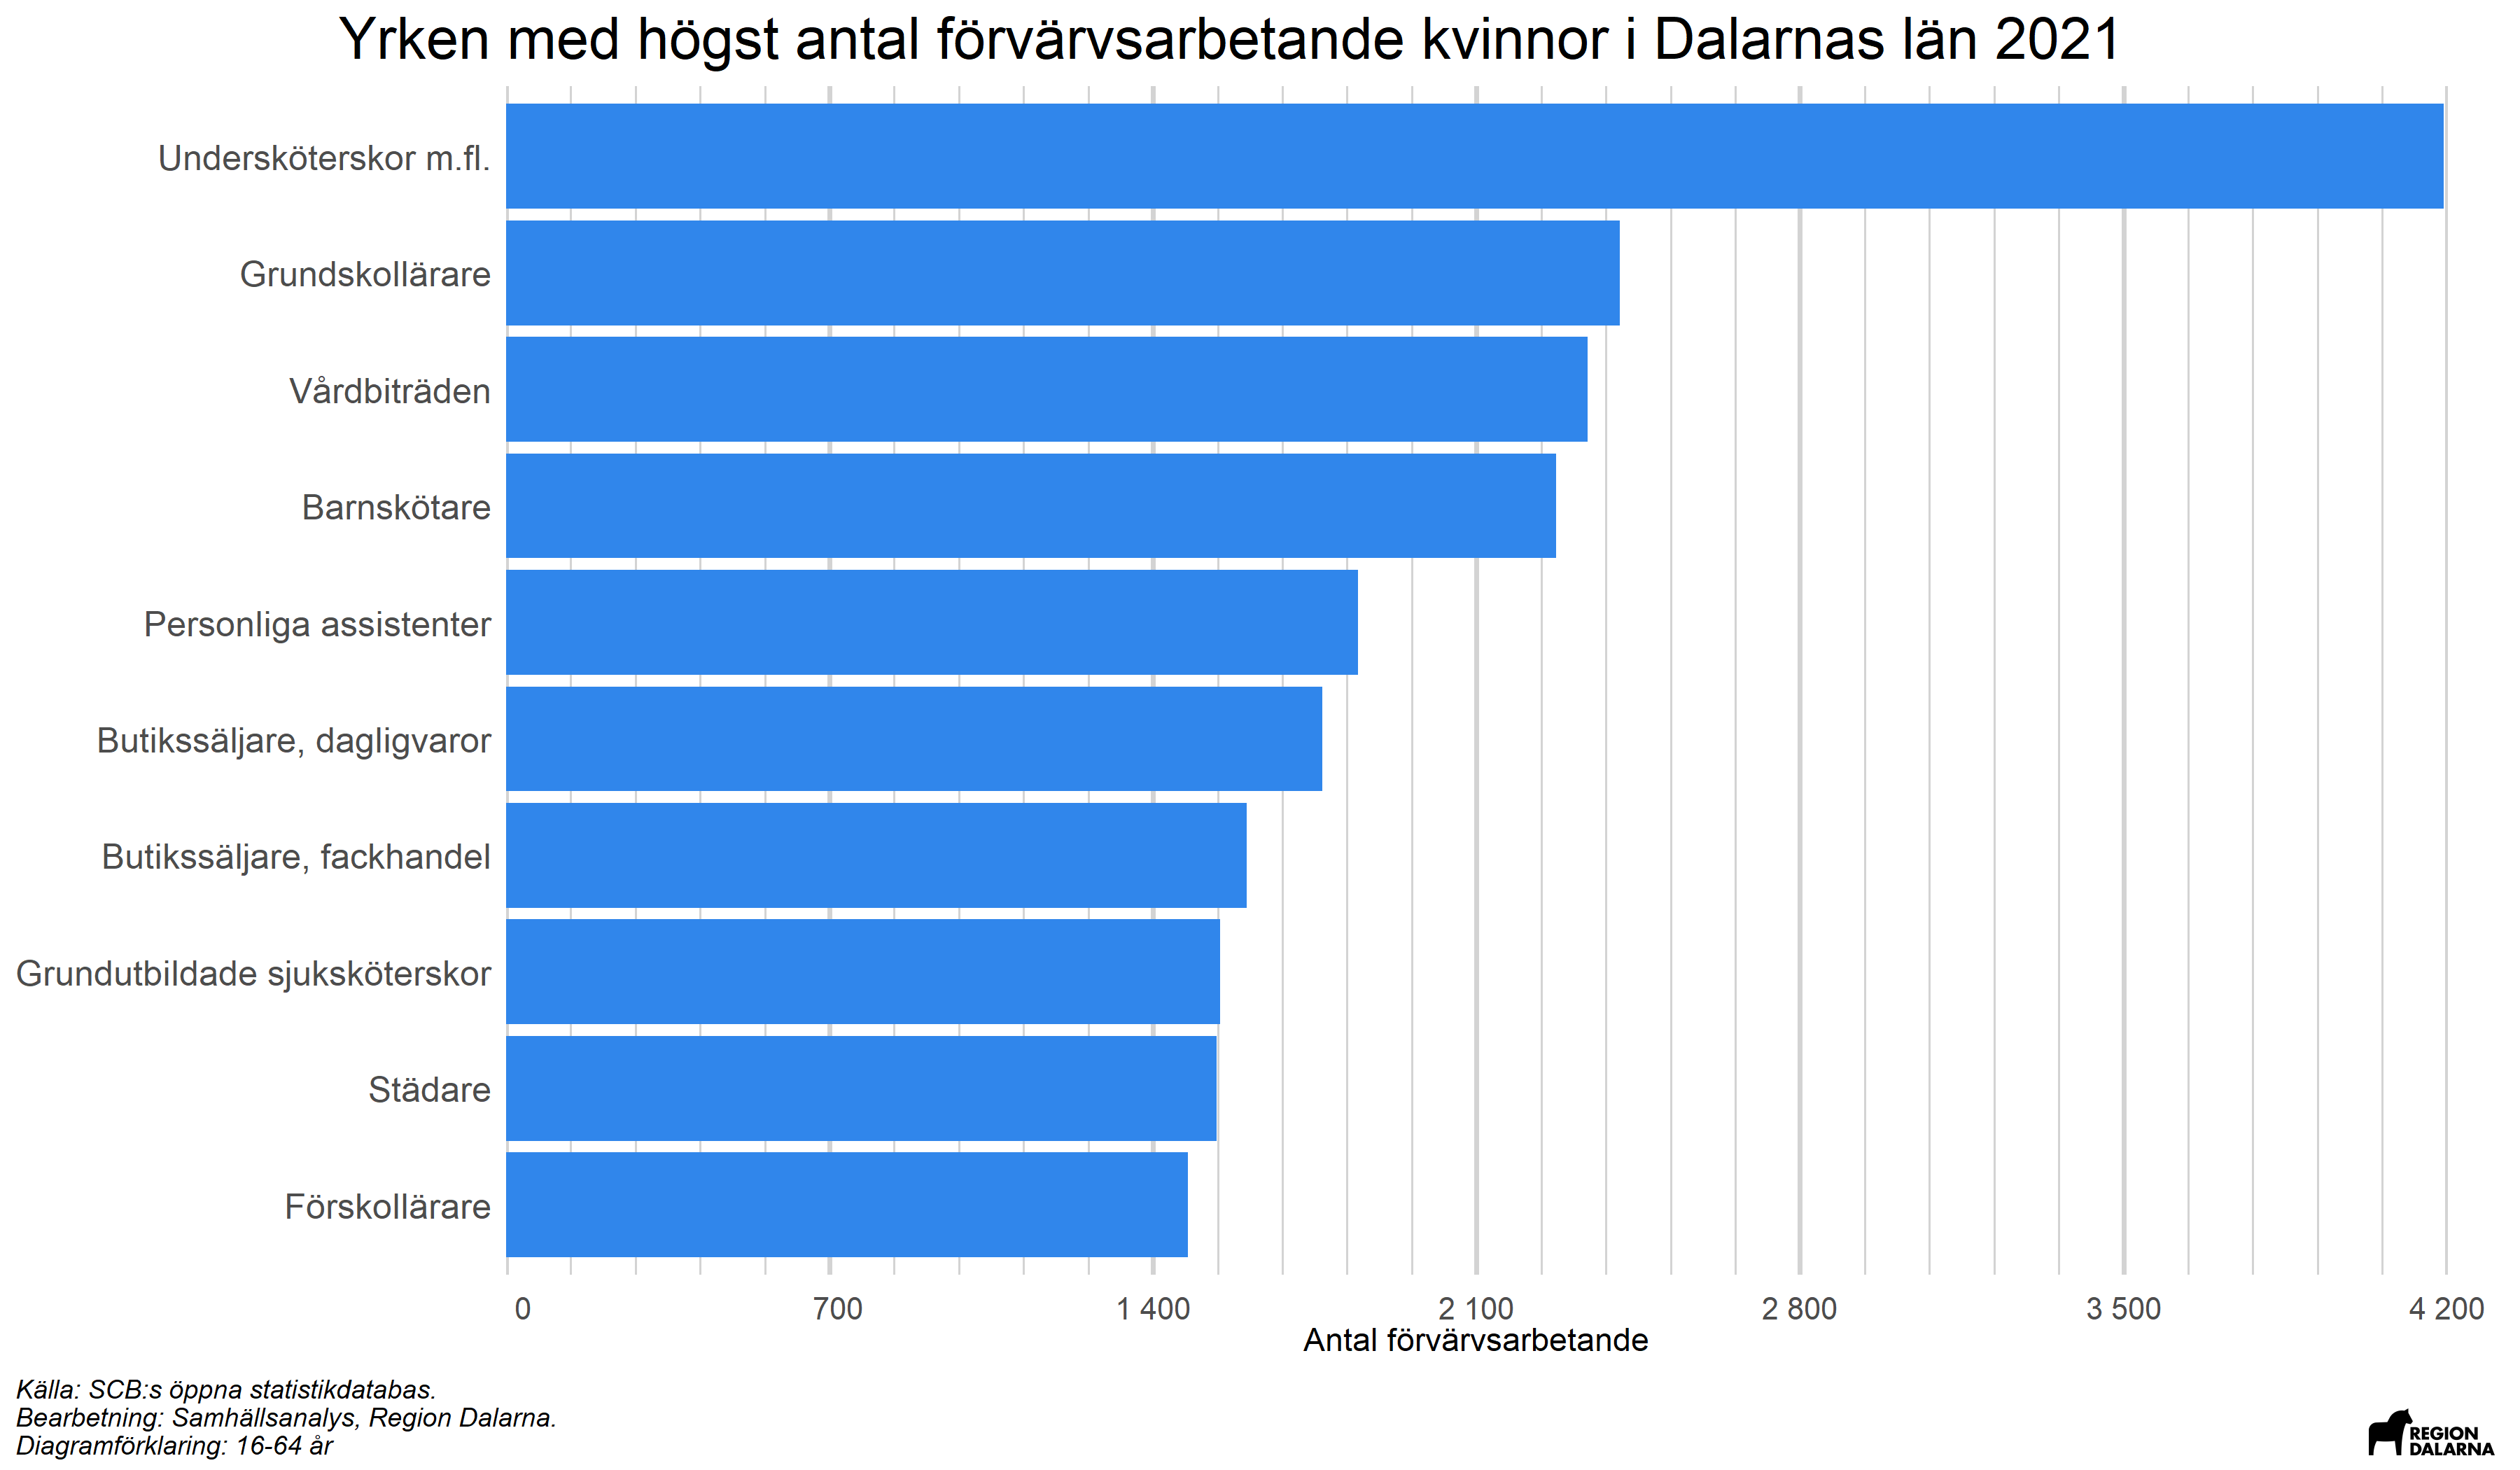 Yrken med högst antal förvärvsarbetande kvinnor i Dalarnas län 2021
Undersköterskor m.fl.
Grundskollärare
Vårdbiträden
Barnskötare
Personliga assistenter
Butikssäljare, dagligvaror
Butikssäljare, fackhandel
Grundutbildade sjuksköterskor
Städare
Förskollärare
0 700 1 400 2 100 2 800 3 500 4 200
Antal förvärvsarbetande
Källa: SCB:s öppna statistikdatabas.
Bearbetning: Samhällsanalys, Region Dalarna.
Diagramförklaring: 16-64 år
REGION
DALARNA